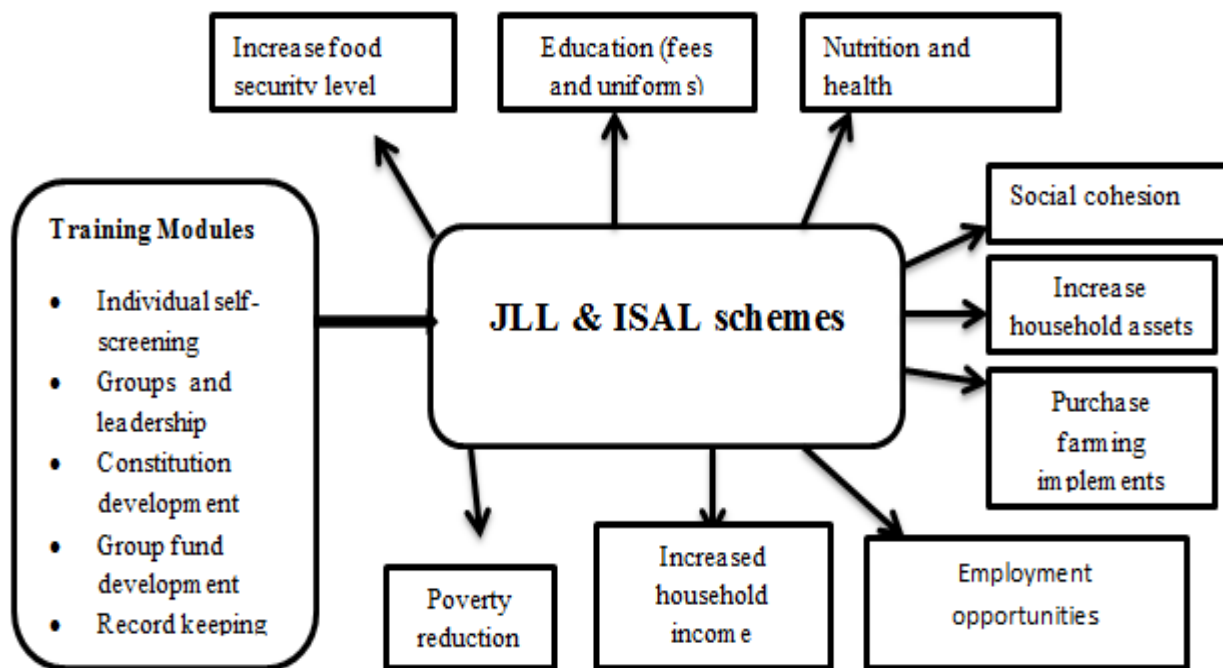 Increase food
security level
Education (fees
and uniforms)
Nutrition and
health
Training Modules
• Individual self-
screening
• Groups and
leadership
• Constitution
development
• Group fund
development
• Record keeping
JLL & ISAL schemes
Social cohesion
Increase
household assets
Purchase
farming
implements
Poverty
reduction
Increased
household
income
Employment
opportunities